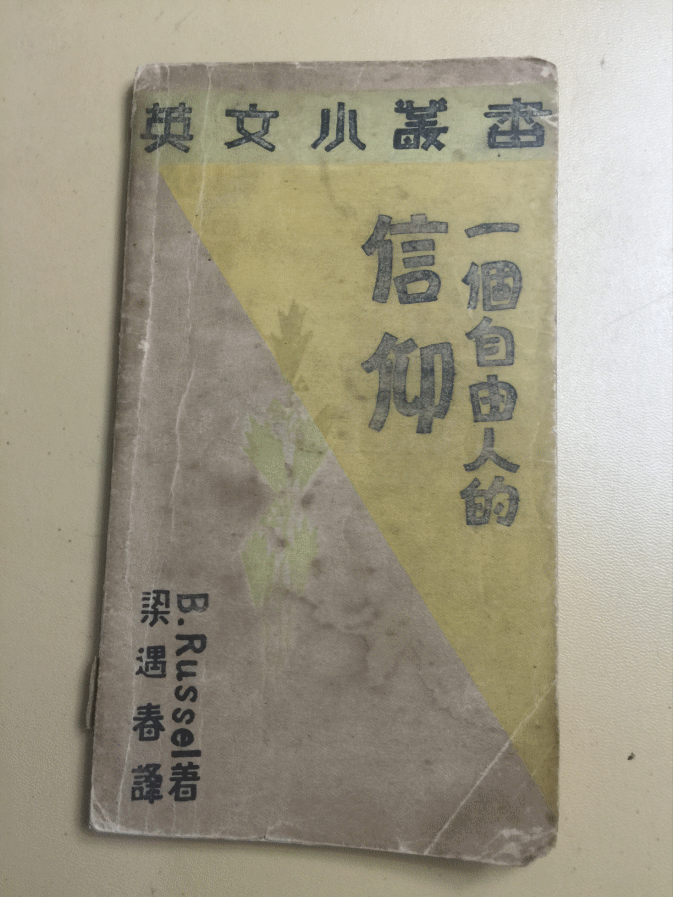 英文小叢書
一個自由人的
信仰
B. Russel著
梁遇春譯